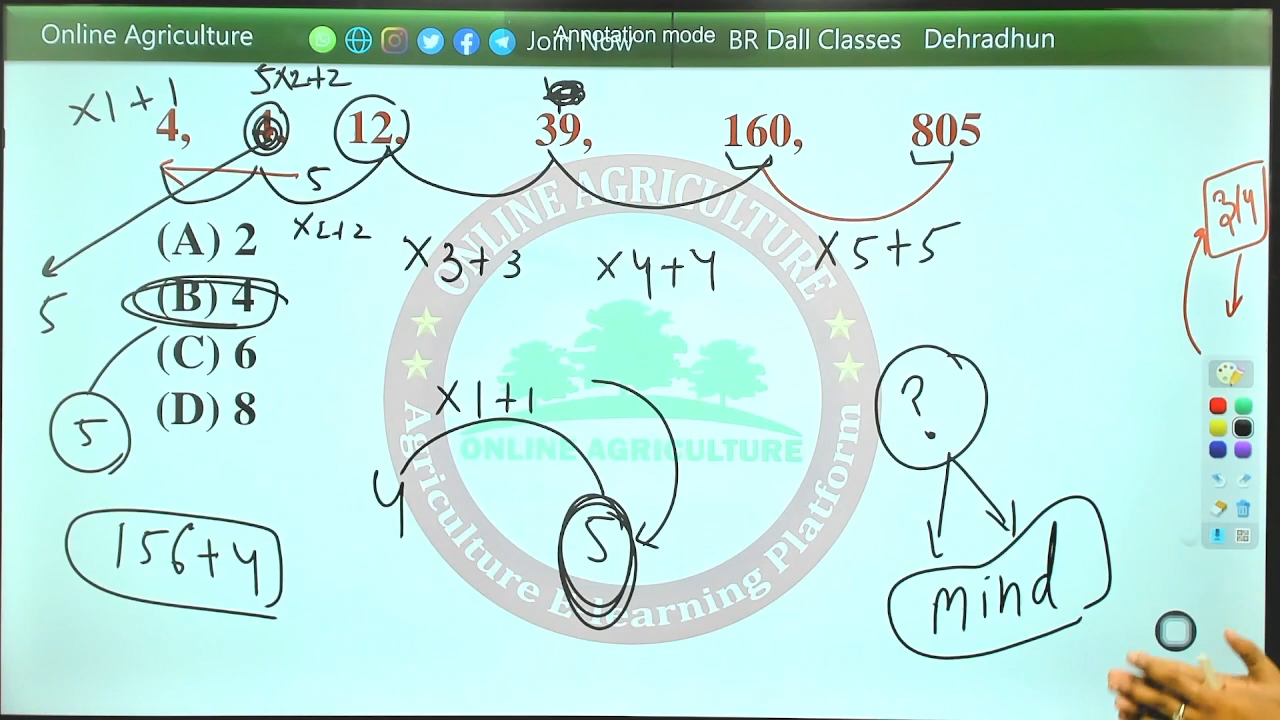 Online Agriculture Join Now Annotation mode BR Dall Classes Dehradhun
5x2+2
x1+1
4, 12, 39, 160, 805
5
x2+2
x3+3 x4+4 x5+5
3/4
(A) 2
(B) 4
(C) 6
(D) 8
5
5
x1+1
4
5
?
156+4
mind
ONLINE AGRICULTURE
ONLINE AGRICULTURE
Agriculture E-learning Platform